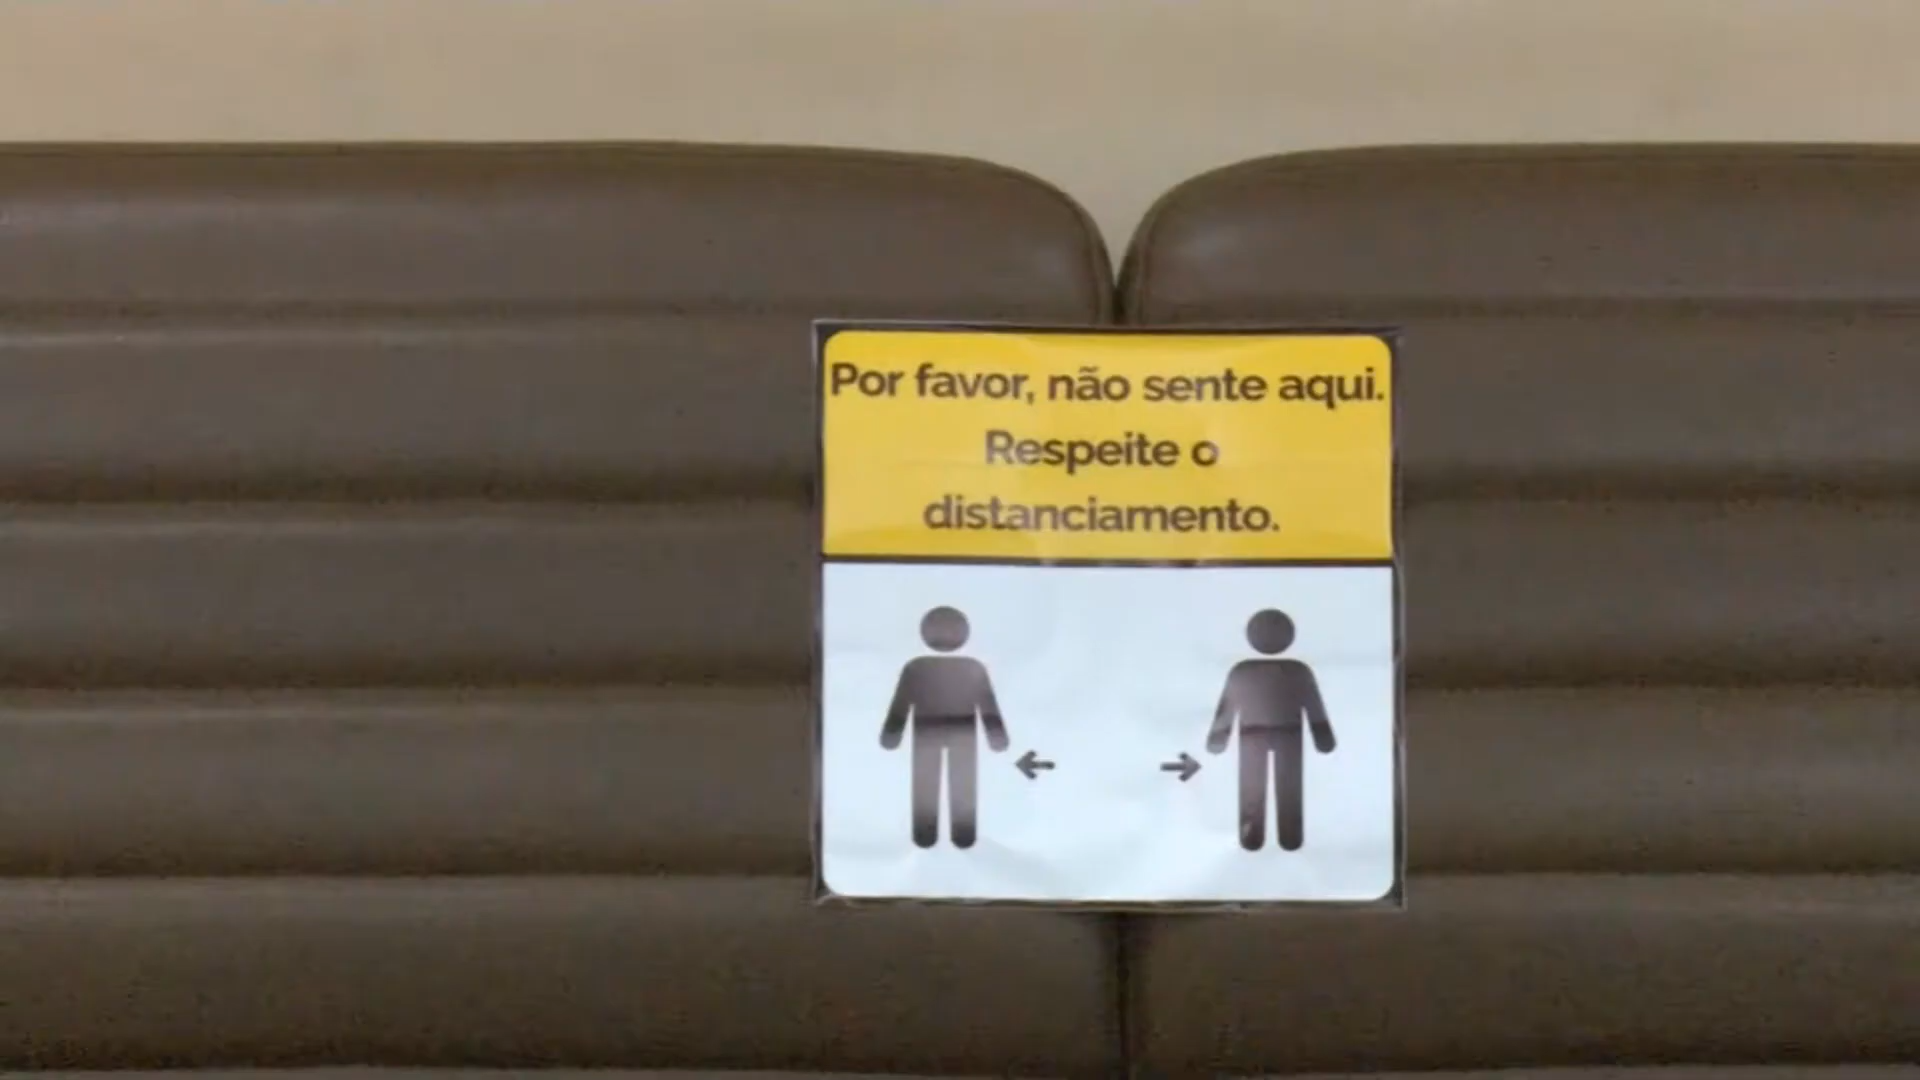 Por favor, não sente aqui.
Respeite o
distanciamento.